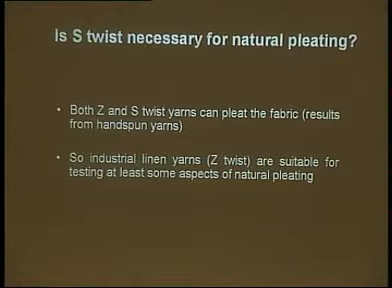 Is S twist necessary for natural pleating?
• Both Z and S twist yarns can pleat the fabric (results
from handspun yarns)
• So industrial linen yarns (Z twist) are suitable for
testing at least some aspects of natural pleating